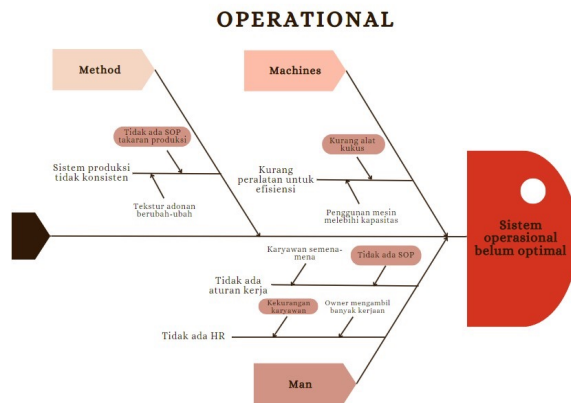 OPERATIONAL
Method
Machines
Tidak ada SOP
takaran produksi
Sistem produksi
tidak konsisten
Tekstur adonan
berubah-ubah
Kurang alat
kukus
Kurang
peralatan untuk
efisiensi
Penggunan mesin
melebihi kapasitas
Sistem
operasional
belum optimal
Karyawan semena-
mena
Tidak ada SOP
Tidak ada
aturan kerja
Kekurangan
karyawan
Owner mengambil
banyak kerjaan
Tidak ada HR
Man